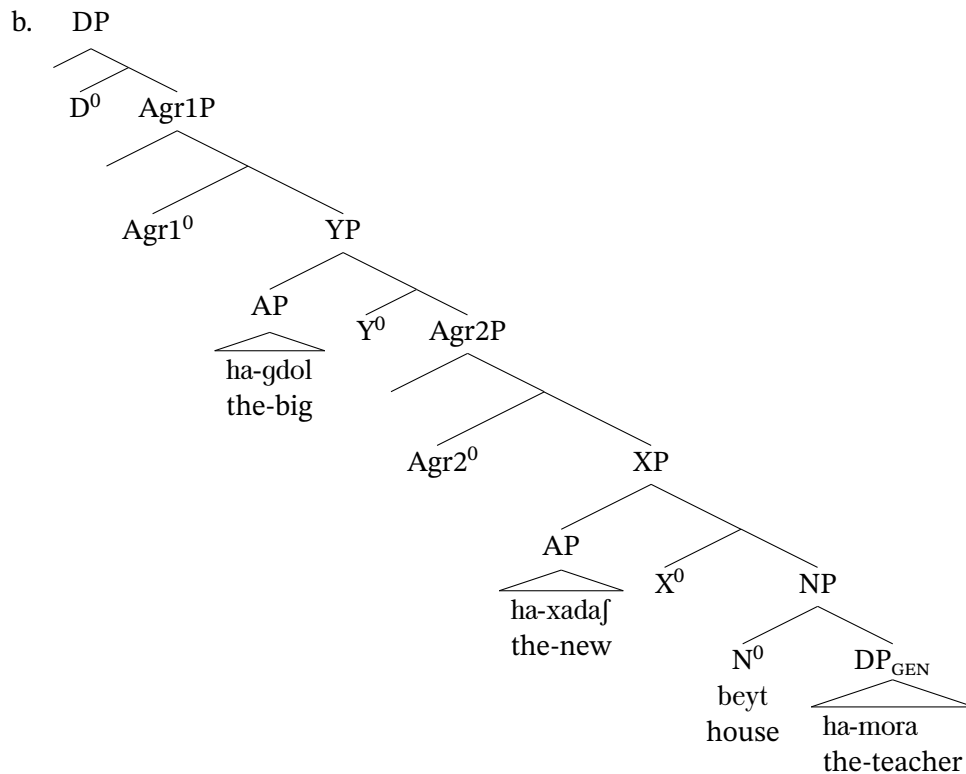 b. DP
D⁰ Agr1P
Agr1⁰ YP
AP Y⁰ Agr2P
ha-gdol
the-big
Agr2⁰ XP
AP X⁰ NP
ha-xadaʃ
the-new
N⁰ DP_GEN
beyt ha-mora
house the-teacher